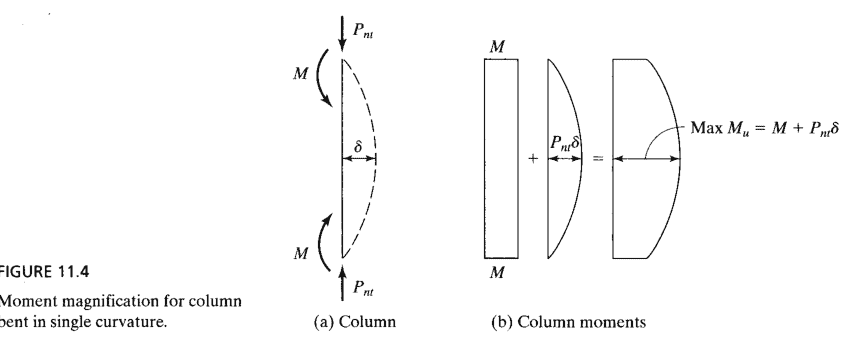 P_nt
M
δ
M
P_nt
(a) Column
M
P_ntδ
+
=
Max M_u = M + P_ntδ
M
(b) Column moments
FIGURE 11.4
Moment magnification for column
bent in single curvature.